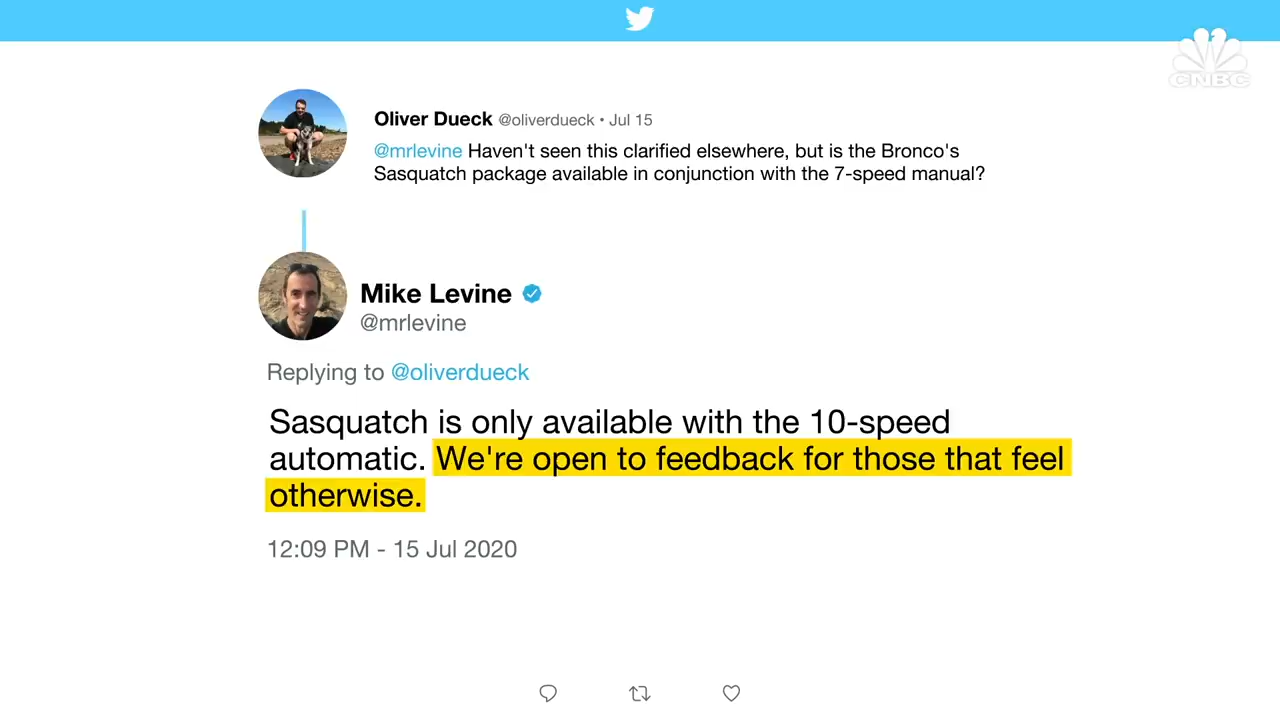 CNBC
Oliver Dueck @oliverdueck • Jul 15
@mrlevine Haven't seen this clarified elsewhere, but is the Bronco's
Sasquatch package available in conjunction with the 7-speed manual?
Mike Levine
@mrlevine
Replying to @oliverdueck
Sasquatch is only available with the 10-speed
automatic. We're open to feedback for those that feel
otherwise.
12:09 PM - 15 Jul 2020